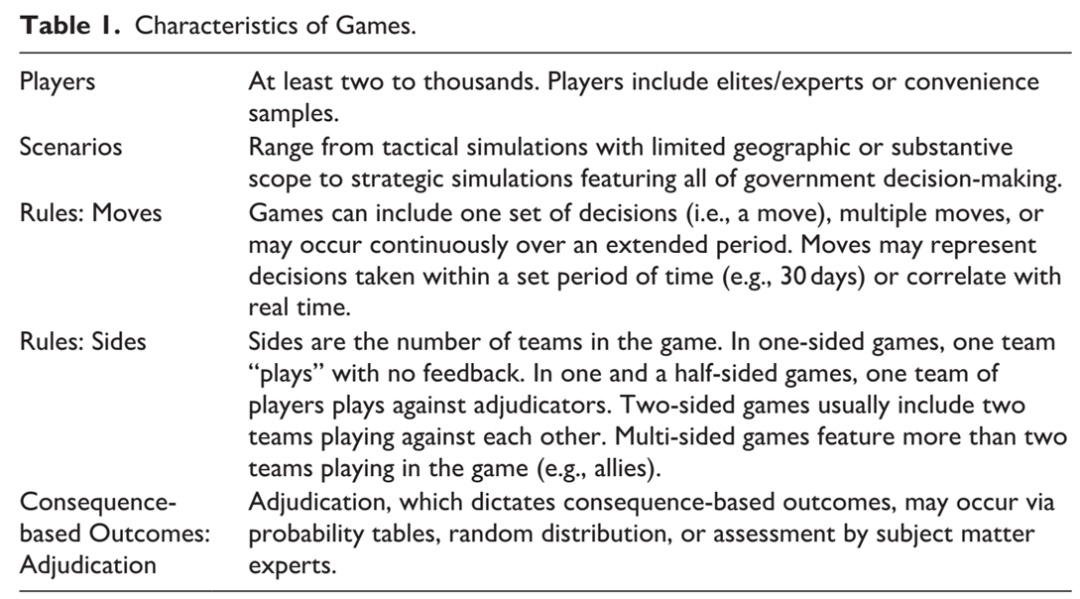 Table 1. Characteristics of Games.
Players At least two to thousands. Players include elites/experts or convenience
samples.
Scenarios Range from tactical simulations with limited geographic or substantive
scope to strategic simulations featuring all of government decision-making.
Rules: Moves Games can include one set of decisions (i.e., a move), multiple moves, or
may occur continuously over an extended period. Moves may represent
decisions taken within a set period of time (e.g., 30 days) or correlate with
real time.
Rules: Sides Sides are the number of teams in the game. In one-sided games, one team
“plays” with no feedback. In one and a half-sided games, one team of
players plays against adjudicators. Two-sided games usually include two
teams playing against each other. Multi-sided games feature more than two
teams playing in the game (e.g., allies).
Consequence- Adjudication, which dictates consequence-based outcomes, may occur via
based Outcomes: probability tables, random distribution, or assessment by subject matter
Adjudication experts.